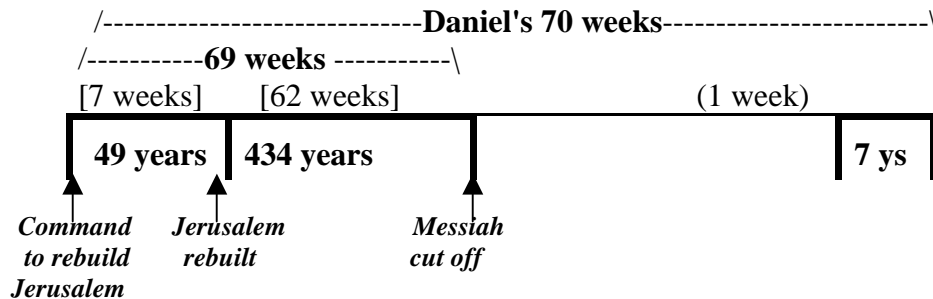 /-----------------------------Daniel's 70 weeks------------------------\
/-----------69 weeks -----------\
[7 weeks] [62 weeks] (1 week)
49 years 434 years 7 ys
Command Jerusalem Messiah
to rebuild rebuilt cut off
Jerusalem